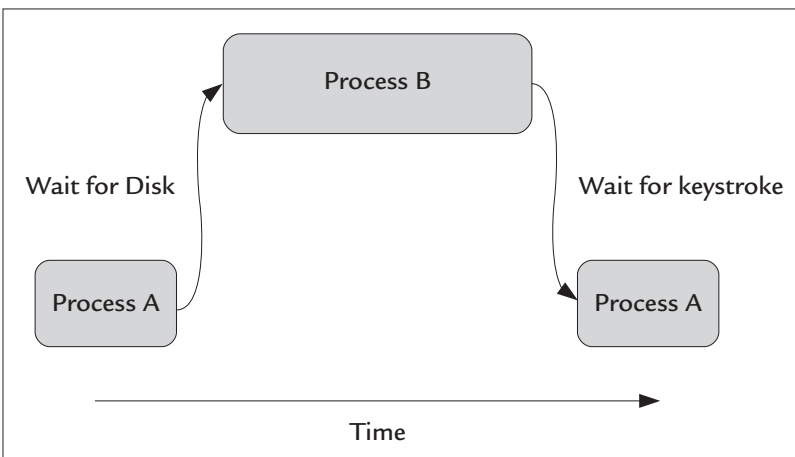 Process B
Wait for Disk
Wait for keystroke
Process A
Process A
Time